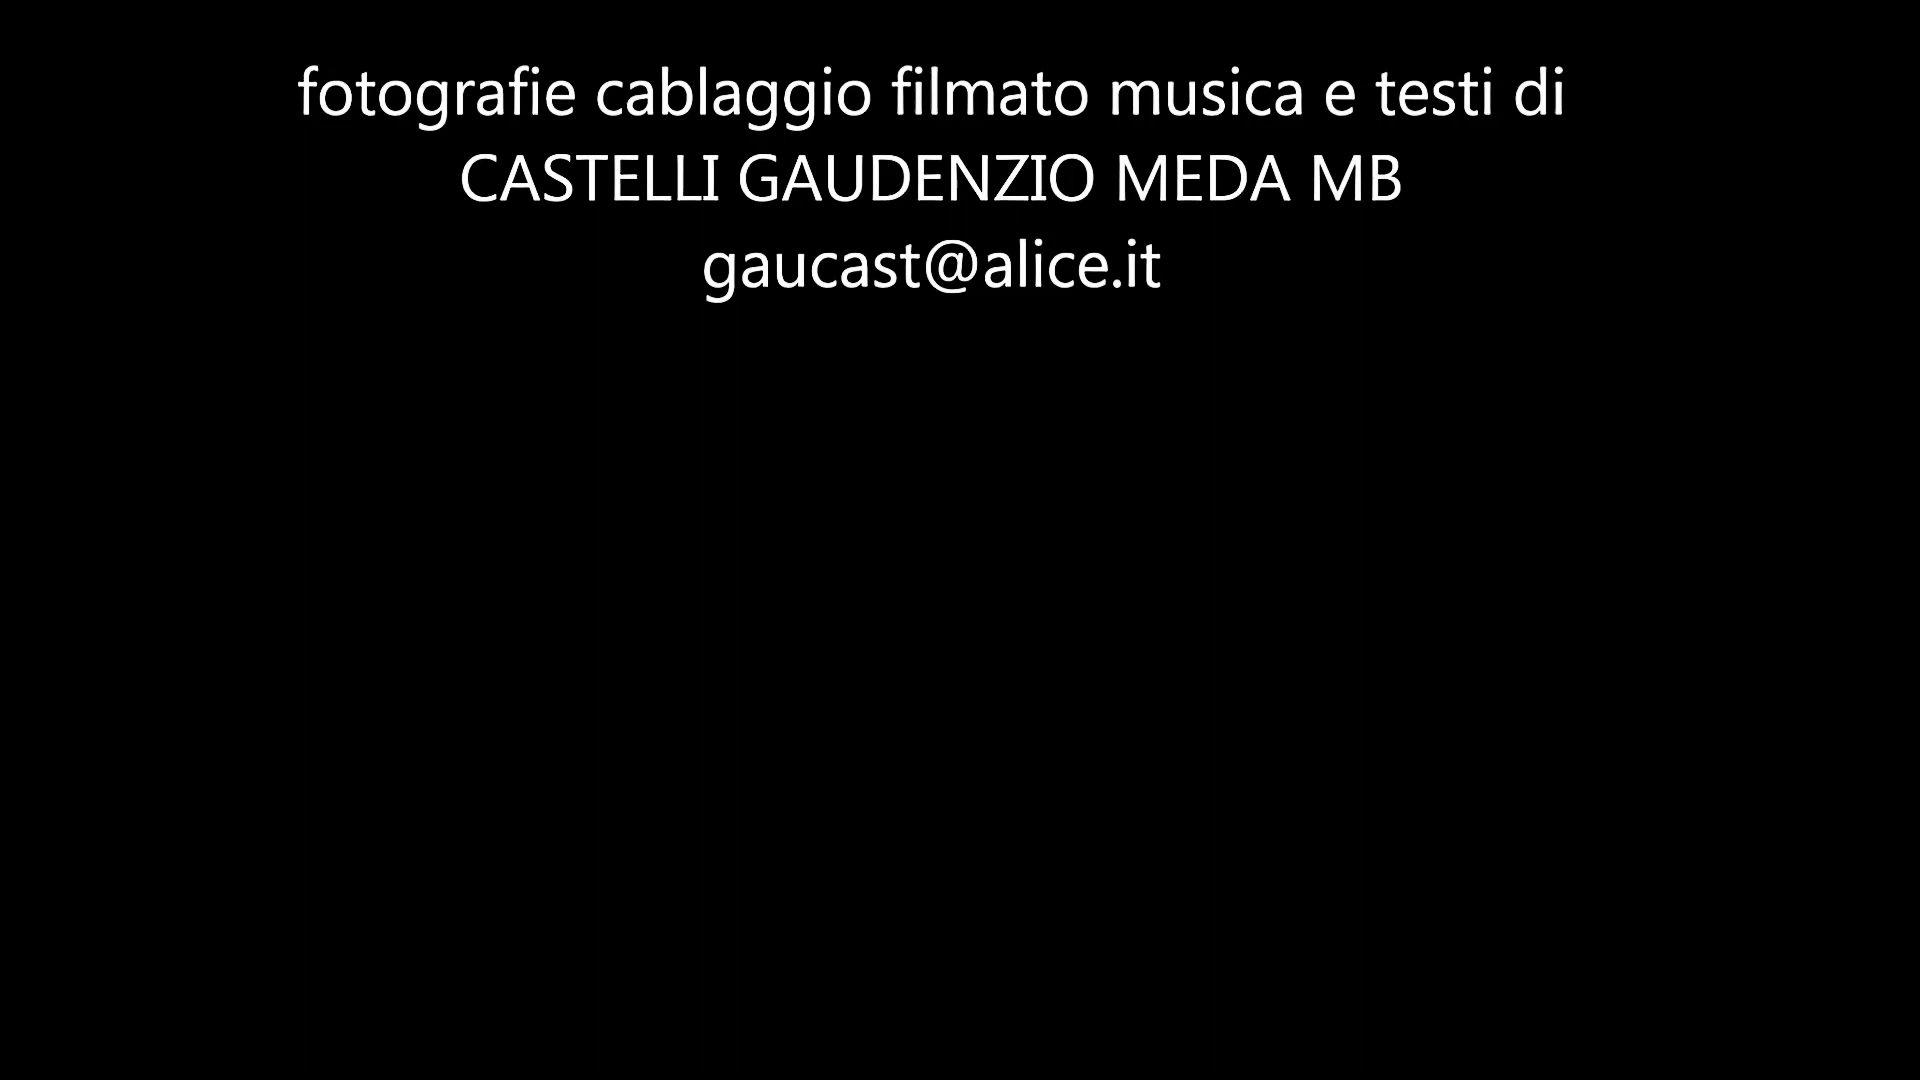 fotografie cablaggio filmato musica e testi di
CASTELLI GAUDENZIO MEDA MB
gaucast@alice.it